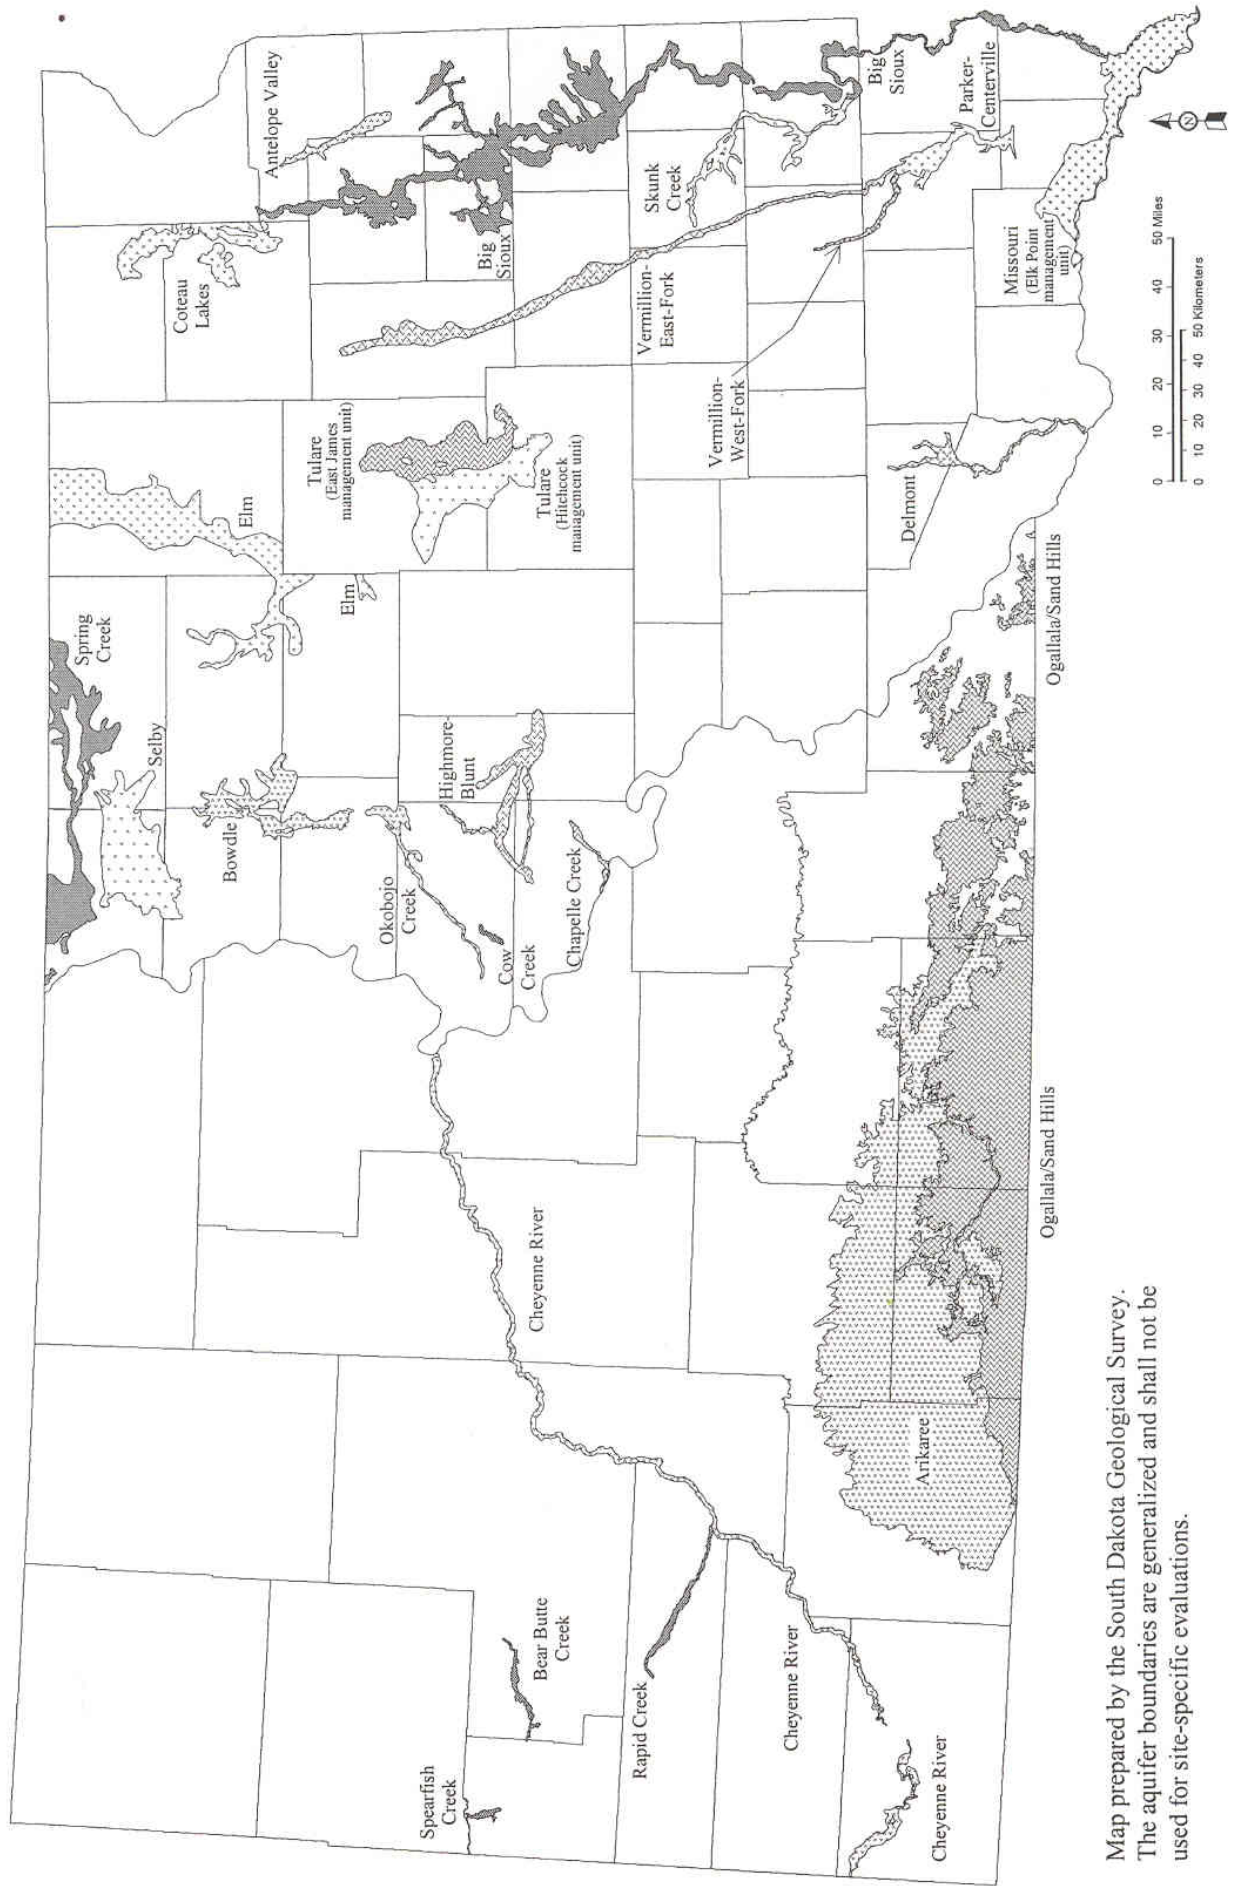 Spring
Creek
Selby
Bowdle
Elm
Elm
Coteau
Lakes
Antelope Valley
Big
Sioux
Tulare
(East James
management unit)
Tulare
(Hitchcock
management unit)
Highmore-
Blunt
Okobojo
Creek
Cow
Creek
Chapelle Creek
Vermillion-
East-Fork
Skunk
Creek
Big
Sioux
Vermillion-
West-Fork
Parker-
Centerville
Missouri
(Elk Point
management
unit)
Delmont
Ogallala/Sand Hills
Ogallala/Sand Hills
Arikaree
Cheyenne River
Spearfish
Creek
Bear Butte
Creek
Rapid Creek
Cheyenne River
Cheyenne River
0 10 20 30 40 50 Miles
0 10 20 30 40 50 Kilometers
N
Map prepared by the South Dakota Geological Survey.
The aquifer boundaries are generalized and shall not be
used for site-specific evaluations.